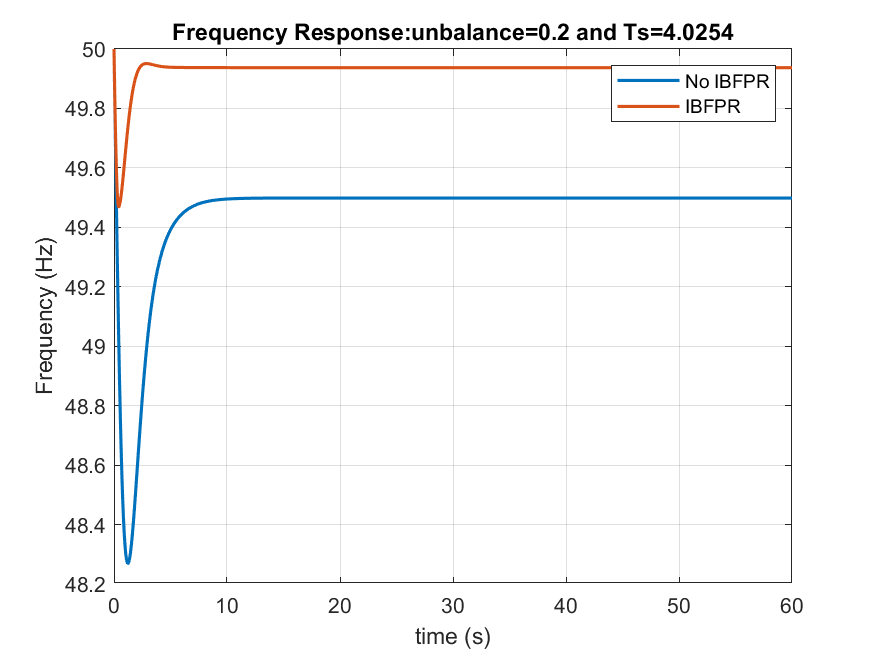 Frequency Response:unbalance=0.2 and Ts=4.0254
50
49.8
49.6
49.4
49.2
49
48.8
48.6
48.4
48.2
Frequency (Hz)
No IBFPR
IBFPR
0 10 20 30 40 50 60
time (s)